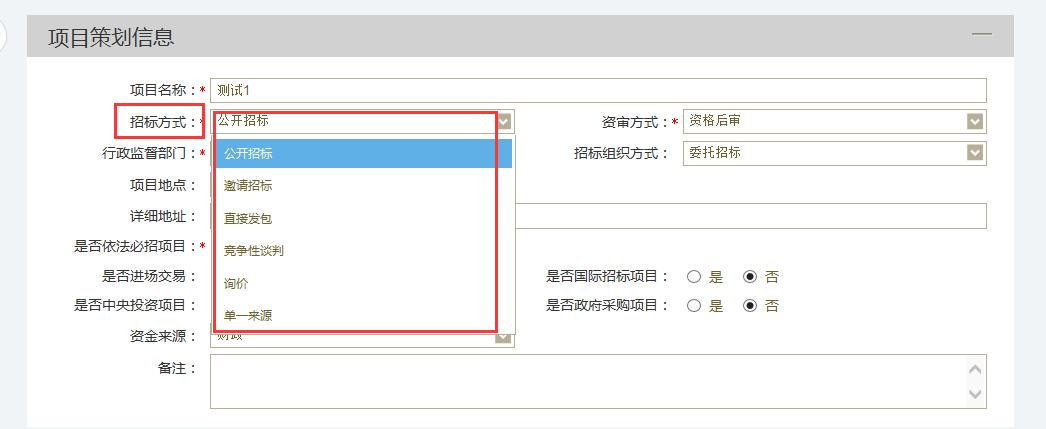 项目策划信息
项目名称：* 测试1
招标方式：* 公开招标 资审方式：* 资格后审
行政监督部门：* 公开招标 招标组织方式： 委托招标
项目地点： 邀请招标
详细地址： 直接发包
是否依法必招项目：* 竞争性谈判
是否进场交易： 询价 是否国际招标项目： 是 否
是否中央投资项目： 单一来源 是否政府采购项目： 是 否
资金来源： 财政
备注：